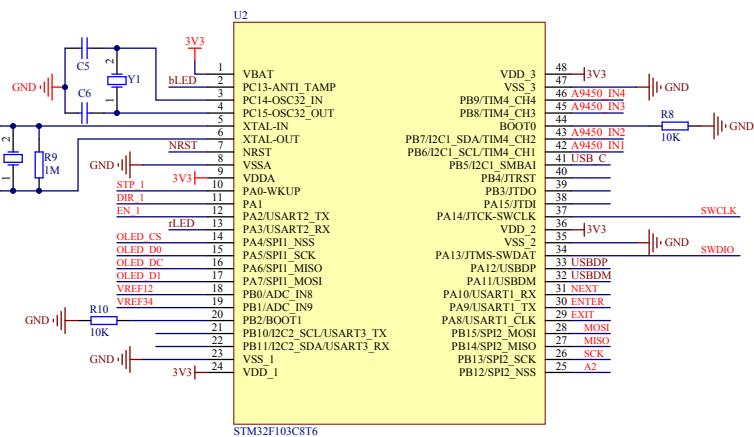 U2
3V3
C5
Y1
2
1
GND
C6
bLED
1 VBAT
2 PC13-ANTI_TAMP
3 PC14-OSC32_IN
4 PC15-OSC32_OUT
5 XTAL-IN
6 XTAL-OUT
NRST 7 NRST
GND 8 VSSA
3V3 9 VDDA
STP_1 10 PA0-WKUP
DIR_1 11 PA1
EN_1 12 PA2/USART2_TX
rLED 13 PA3/USART2_RX
OLED_CS 14 PA4/SPI1_NSS
OLED_D0 15 PA5/SPI1_SCK
OLED_DC 16 PA6/SPI1_MISO
OLED_D1 17 PA7/SPI1_MOSI
VREF12 18 PB0/ADC_IN8
VREF34 19 PB1/ADC_IN9
20 PB2/BOOT1
21 PB10/I2C2_SCL/USART3_TX
22 PB11/I2C2_SDA/USART3_RX
GND 23 VSS_1
3V3 24 VDD_1
2
1
R9
1M
R10
GND
10K
VDD_3 48 3V3
VSS_3 47 GND
PB9/TIM4_CH4 46 A9450_IN4
PB8/TIM4_CH3 45 A9450_IN3
BOOT0 44
PB7/I2C1_SDA/TIM4_CH2 43 A9450_IN2
PB6/I2C1_SCL/TIM4_CH1 42 A9450_IN1
PB5/I2C1_SMBAI 41 USB_C
PB4/JTRST 40
PB3/JTDO 39
PA15/JTDI 38
PA14/JTCK-SWCLK 37 SWCLK
VDD_2 36 3V3
VSS_2 35 GND
PA13/JTMS-SWDAT 34 SWDIO
PA12/USBDP 33 USBDP
PA11/USBDM 32 USBDM
PA10/USART1_RX 31 NEXT
PA9/USART1_TX 30 ENTER
PA8/USART1_CLK 29 EXIT
PB15/SPI2_MOSI 28 MOSI
PB14/SPI2_MISO 27 MISO
PB13/SPI2_SCK 26 SCK
PB12/SPI2_NSS 25 A2
R8
10K
GND
STM32F103C8T6